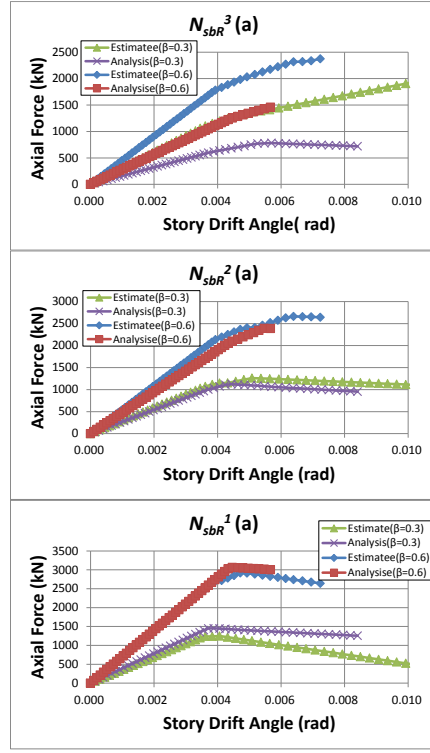 N_sbR^3 (a)
Axial Force (kN)
2500
2000
1500
1000
500
0
Estimatee(β=0.3)
Analysis(β=0.3)
Estimatee(β=0.6)
Analysise(β=0.6)
0.000 0.002 0.004 0.006 0.008 0.010
Story Drift Angle( rad)
N_sbR^2 (a)
Axial Force (kN)
3000
2500
2000
1500
1000
500
0
Estimate(β=0.3)
Analysis(β=0.3)
Estimatee(β=0.6)
Analysise(β=0.6)
0.000 0.002 0.004 0.006 0.008 0.010
Story Drift Angle (rad)
N_sbR^1 (a)
Axial Force (kN)
3500
3000
2500
2000
1500
1000
500
0
Estimate(β=0.3)
Analysis(β=0.3)
Estimatee(β=0.6)
Analysise(β=0.6)
0.000 0.002 0.004 0.006 0.008 0.010
Story Drift Angle (rad)